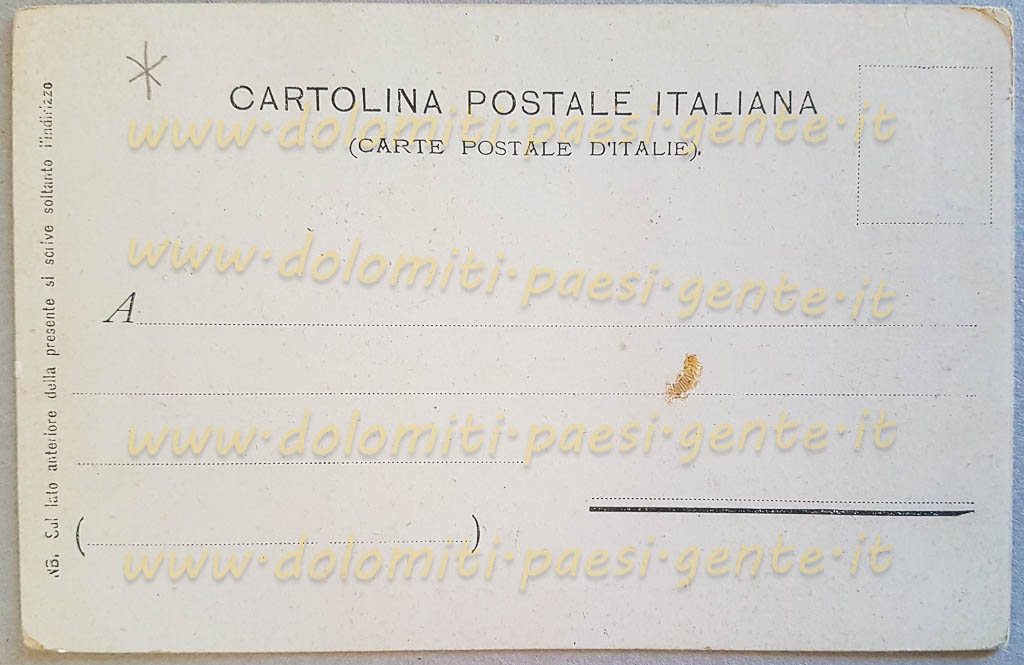 CARTOLINA POSTALE ITALIANA
www.dolomiti.paesi.gente.it
(CARTE POSTALE D'ITALIE).
www.dolomiti.paesi.gente.it
A
www.dolomiti.paesi.gente.it
( )
www.dolomiti.paesi.gente.it
NB. Sul lato anteriore della presente si scrive soltanto l'indirizzo